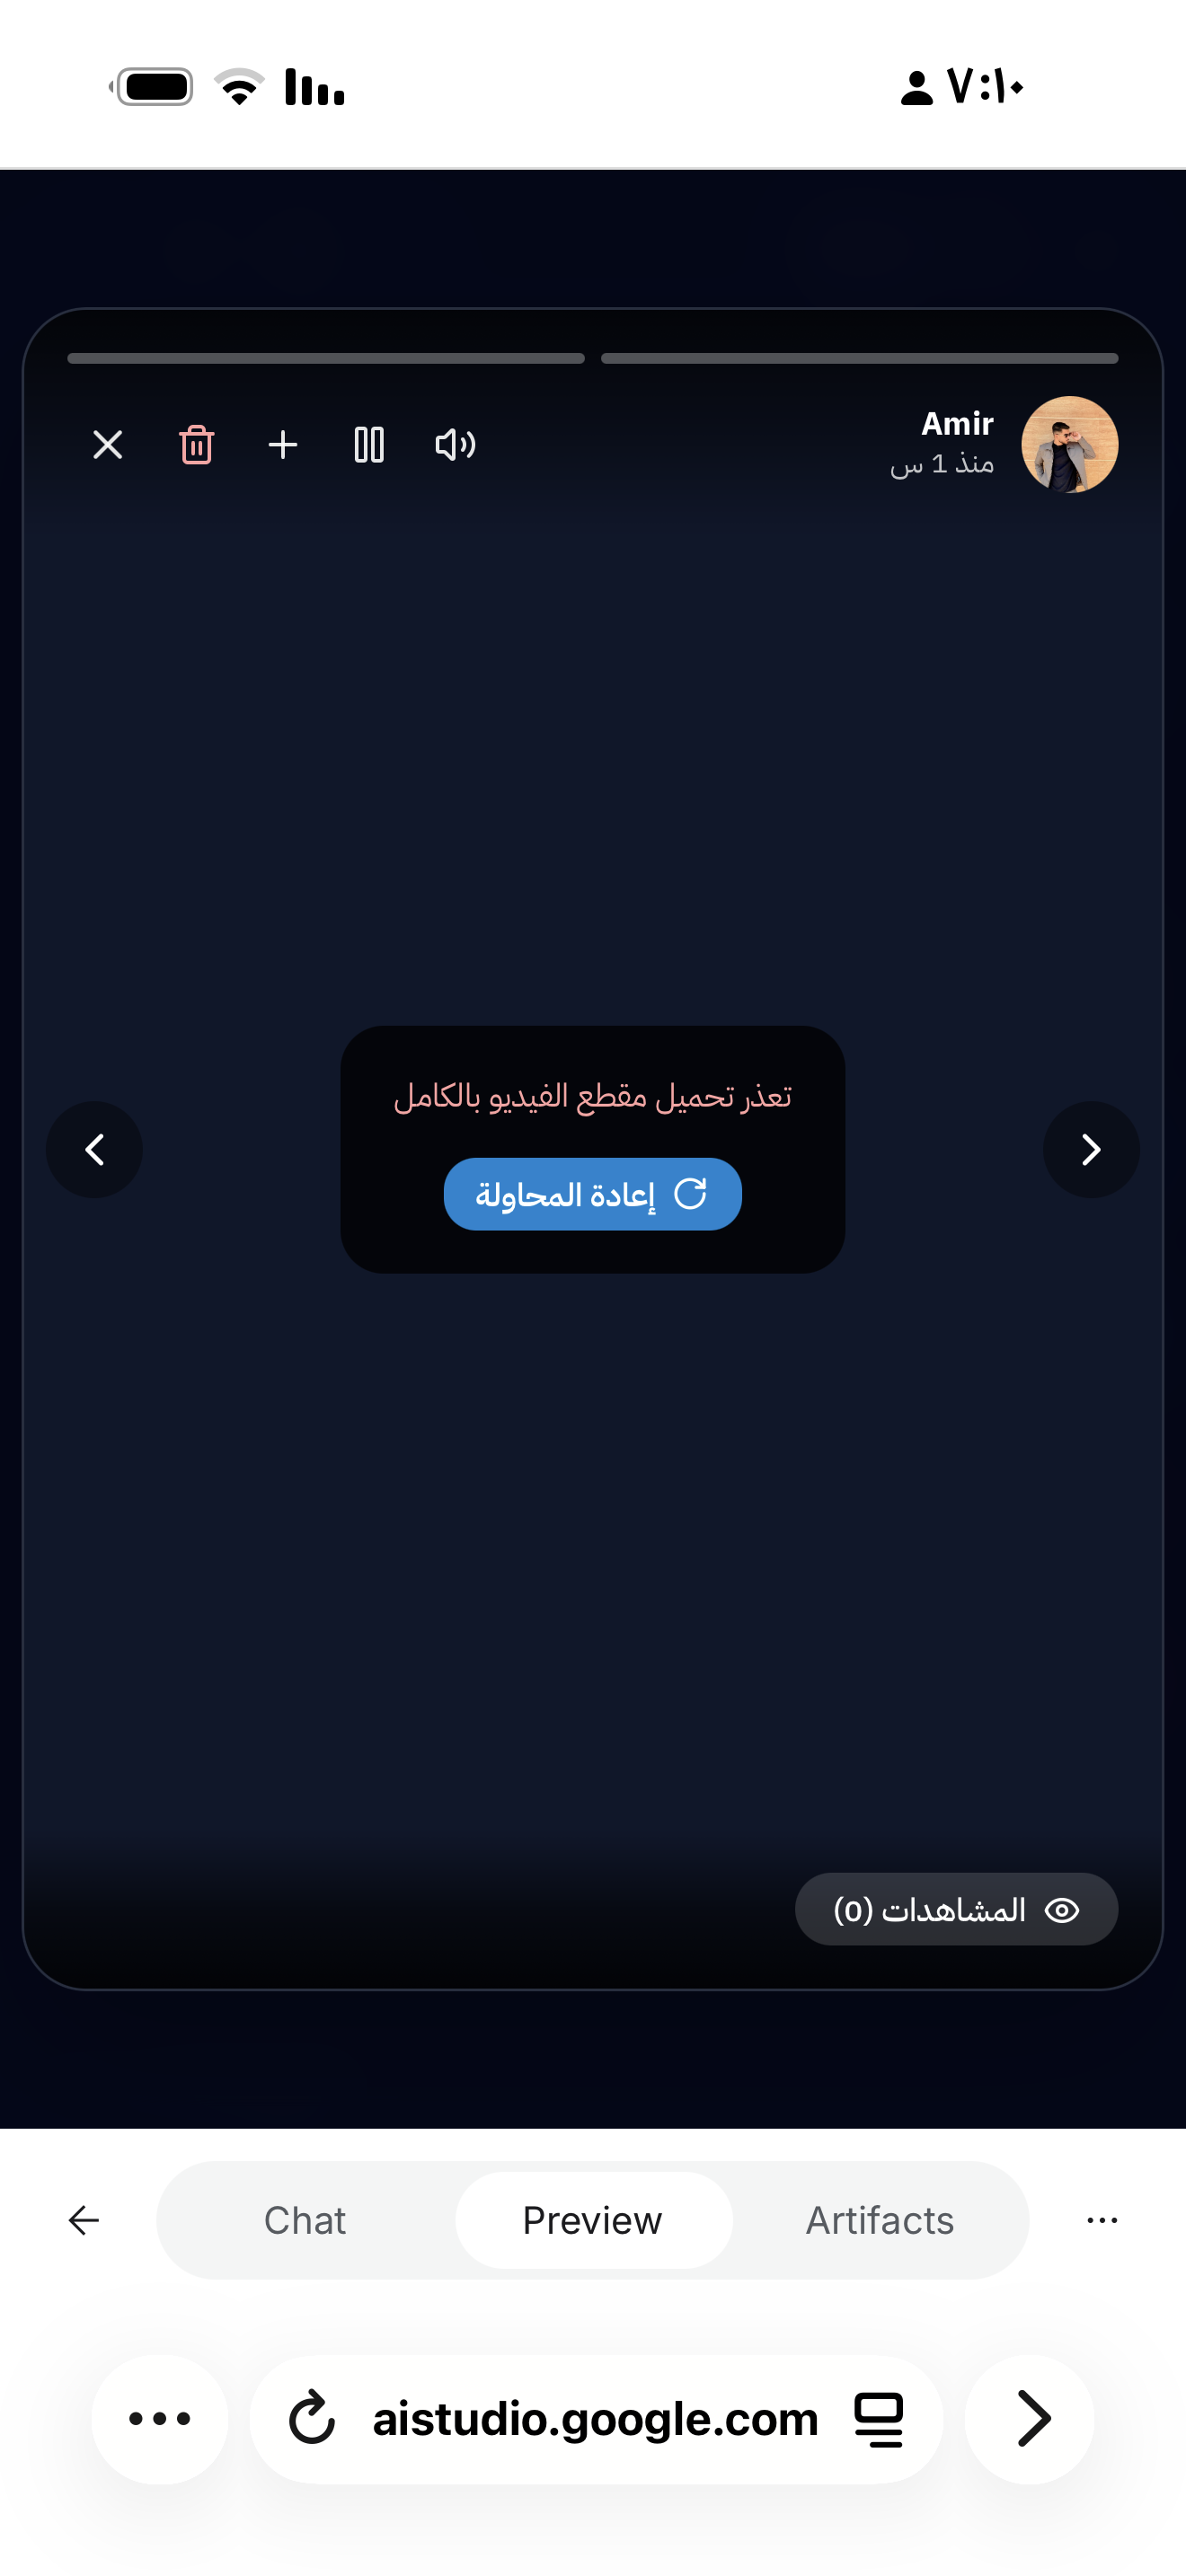 ٧:١٠
Amir
منذ 1 س
تعذر تحميل مقطع الفيديو بالكامل
إعادة المحاولة
المشاهدات (0)
Chat
Preview
Artifacts
aistudio.google.com